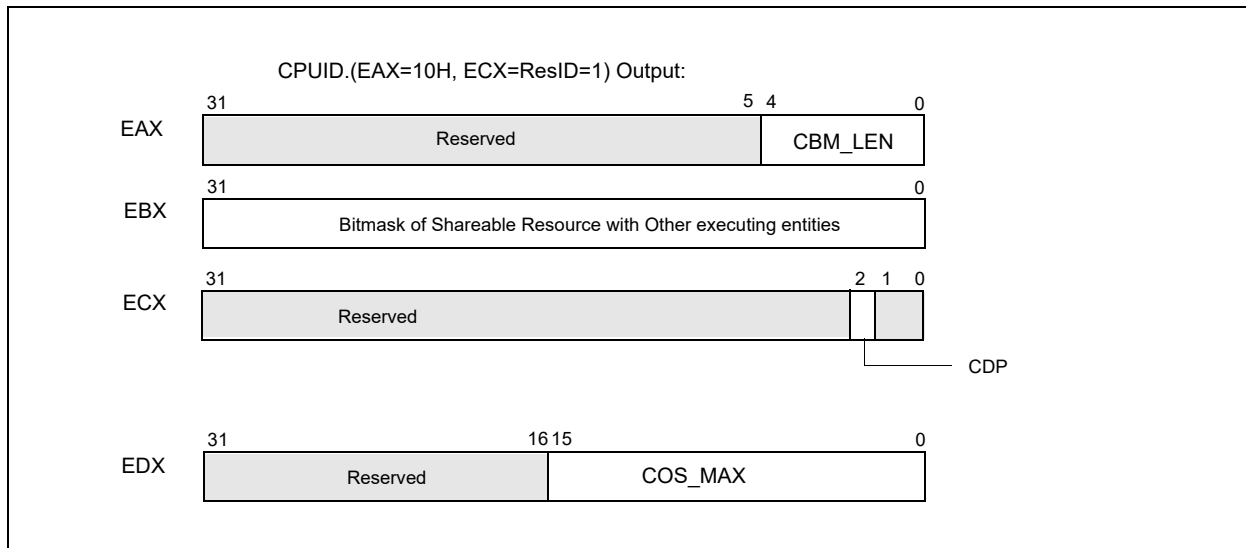 CPUID.(EAX=10H, ECX=ResID=1) Output:
31 5 4 0
EAX Reserved CBM_LEN
31 0
EBX Bitmask of Shareable Resource with Other executing entities
31 2 1 0
ECX Reserved
CDP
31 16 15 0
EDX Reserved COS_MAX